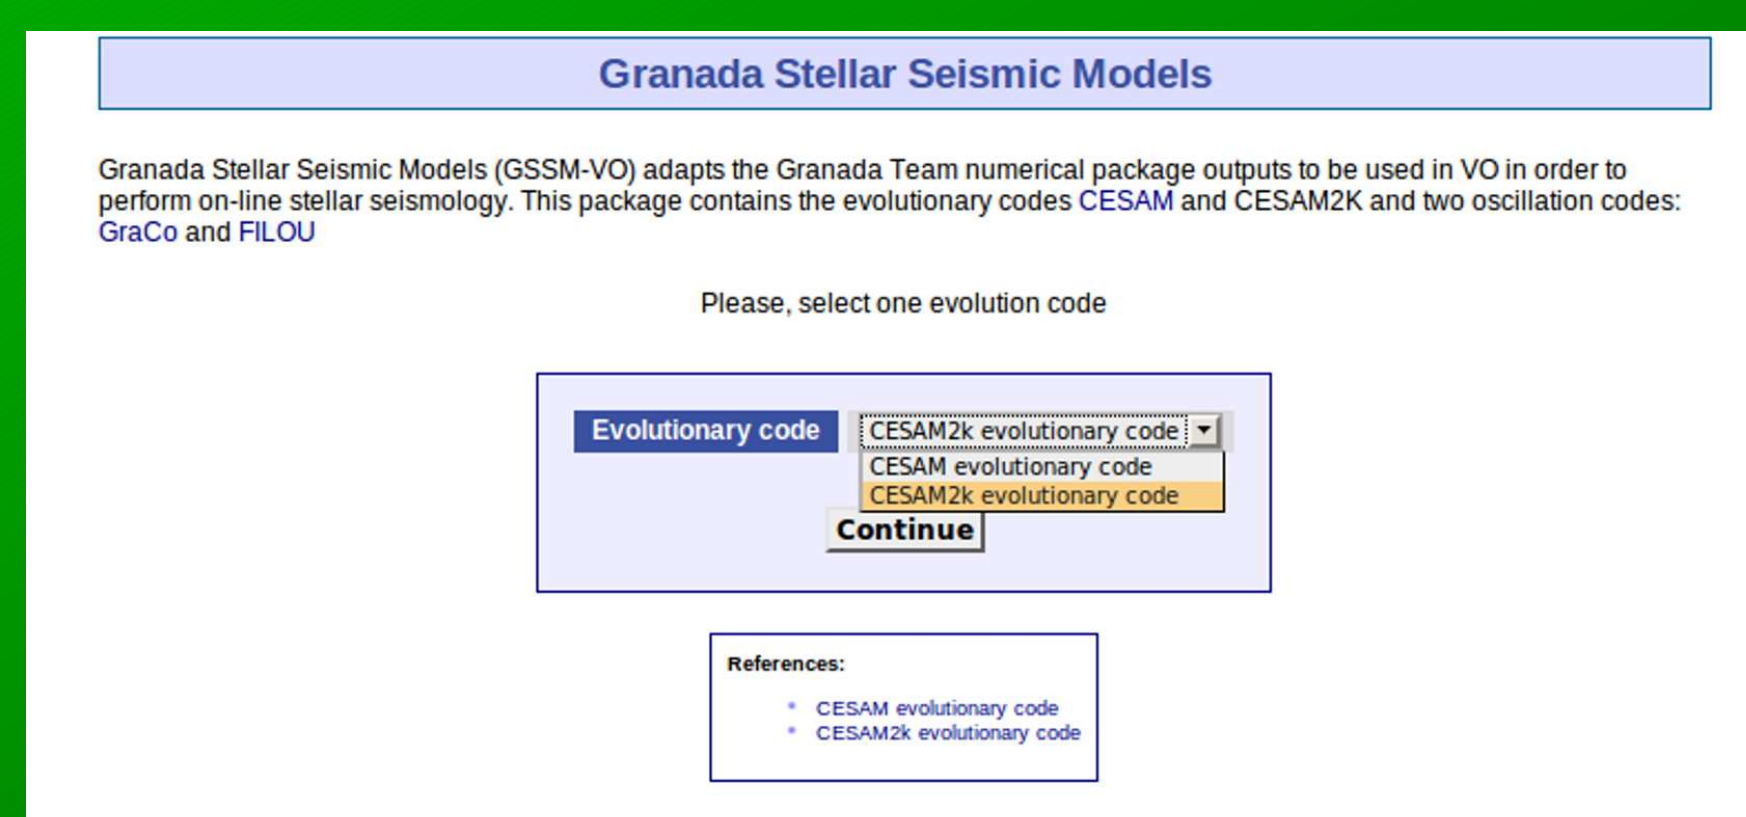 Granada Stellar Seismic Models
Granada Stellar Seismic Models (GSSM-VO) adapts the Granada Team numerical package outputs to be used in VO in order to
perform on-line stellar seismology. This package contains the evolutionary codes CESAM and CESAM2K and two oscillation codes:
GraCo and FILOU
Please, select one evolution code
Evolutionary code CESAM2k evolutionary code
CESAM evolutionary code
CESAM2k evolutionary code
Continue
References:
CESAM evolutionary code
CESAM2k evolutionary code